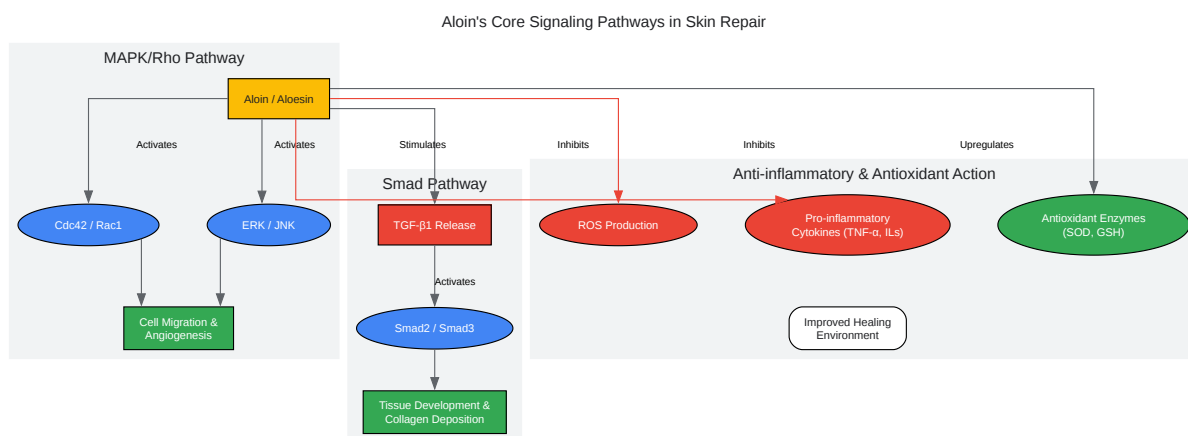 Aloin's Core Signaling Pathways in Skin Repair
MAPK/Rho Pathway
Aloin / Aloesin
Activates
Activates
Stimulates
Inhibits
Inhibits
Upregulates
Smad Pathway
Anti-inflammatory & Antioxidant Action
Cdc42 / Rac1
ERK / JNK
TGF-β1 Release
ROS Production
Pro-inflammatory
Cytokines (TNF-α, ILs)
Antioxidant Enzymes
(SOD, GSH)
Activates
Cell Migration &
Angiogenesis
Smad2 / Smad3
Improved Healing
Environment
Tissue Development &
Collagen Deposition